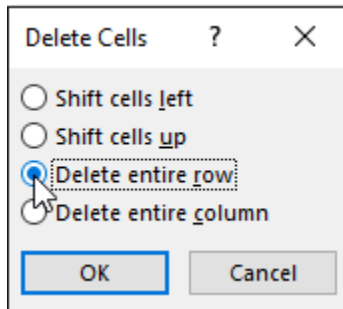 Delete Cells ?
Shift cells left
Shift cells up
Delete entire row
Delete entire column
OK Cancel